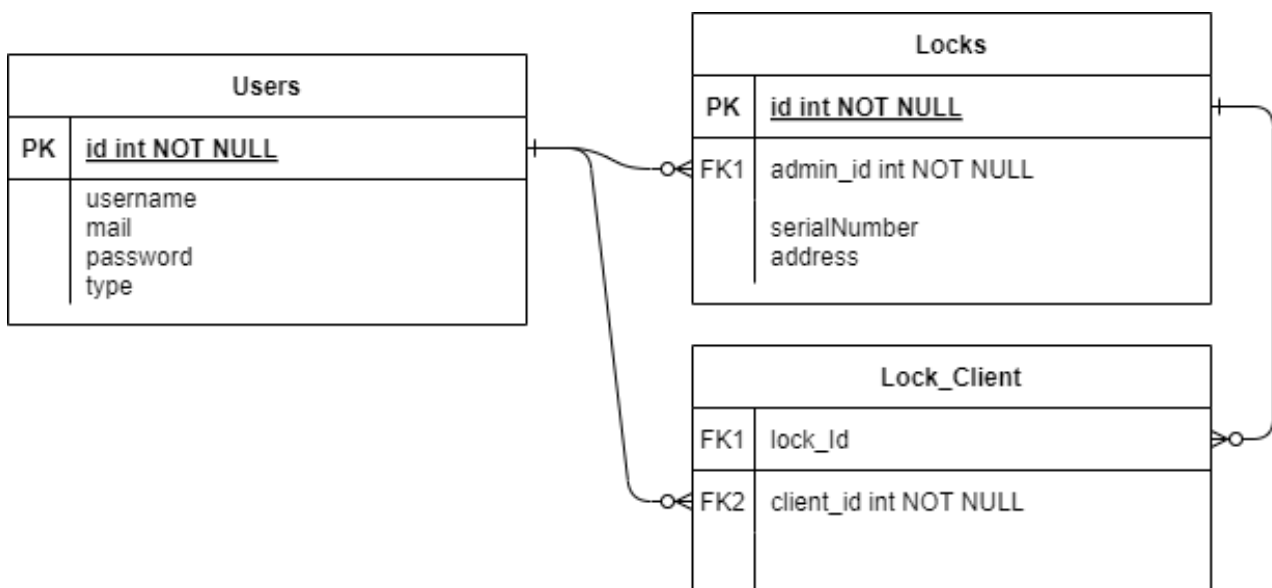 Users
PK id int NOT NULL
username
mail
password
type
Locks
PK id int NOT NULL
FK1 admin_id int NOT NULL
serialNumber
address
Lock_Client
FK1 lock_Id
FK2 client_id int NOT NULL